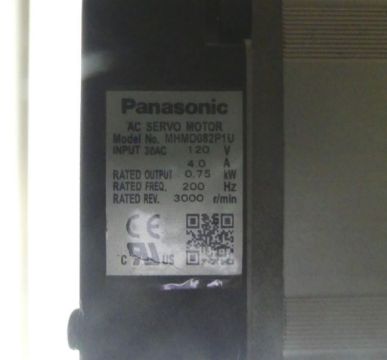 Panasonic
AC SERVO MOTOR
Model No. MHMD082P1U
INPUT 3ØAC 120 V
4.0 A
RATED OUTPUT 0.75 kW
RATED FREQ. 200 Hz
RATED REV. 3000 r/min
CE
C US